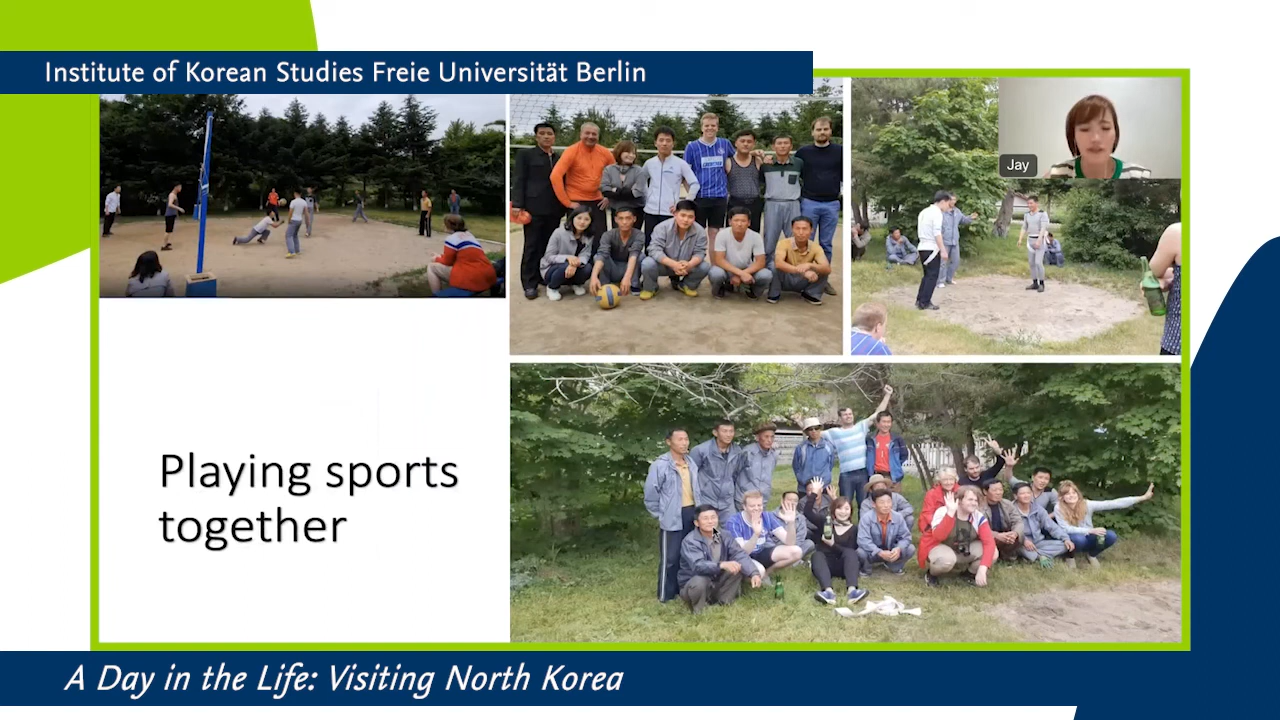 Institute of Korean Studies Freie Universität Berlin
Jay
Playing sports
together
A Day in the Life: Visiting North Korea